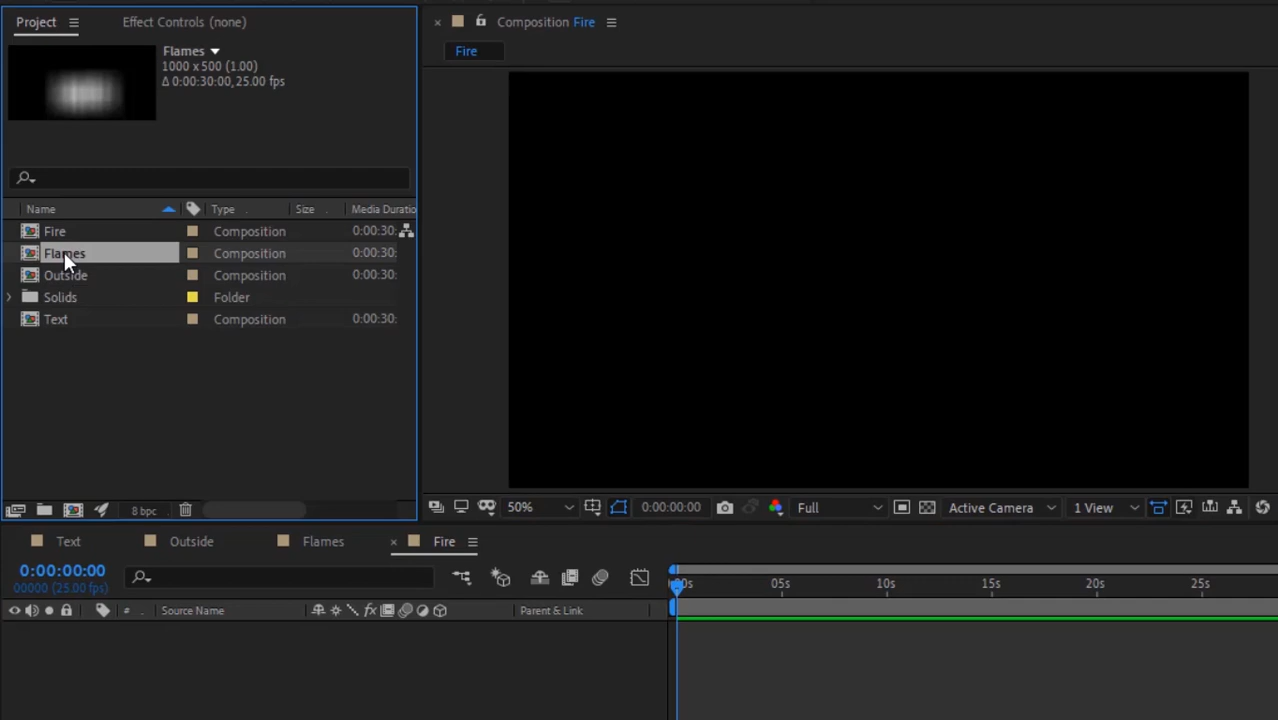 Project
Effect Controls (none)
Composition Fire
Flames
1000 x 500 (1.00)
Δ 0:00:30:00, 25.00 fps
Fire
Name
Type
Size
Media Duratio
Fire Composition 0:00:30:
Flames Composition 0:00:30:
Outside Composition 0:00:30:
Solids Folder
Text Composition 0:00:30:
8 bpc
50%
0:00:00:00
Full
Active Camera
1 View
Text
Outside
Flames
Fire
0:00:00:00
00000 (25.00 fps)
:00s 05s 10s 15s 20s 25s
# Source Name
fx
Parent & Link